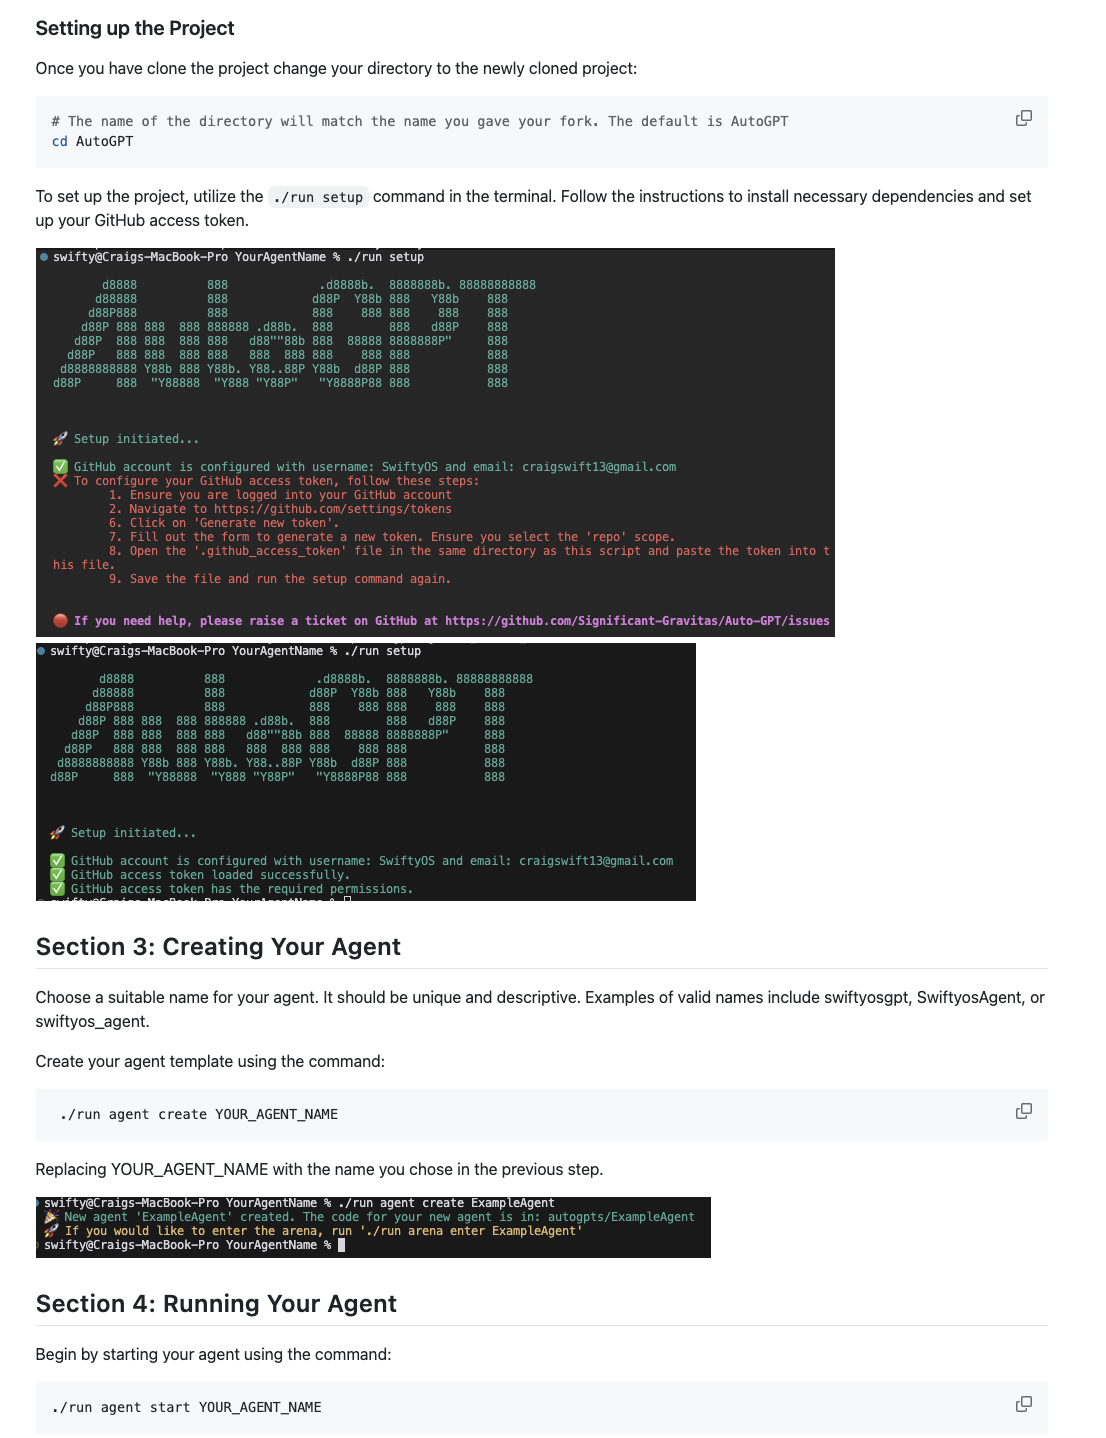 Setting up the Project
Once you have clone the project change your directory to the newly cloned project:
# The name of the directory will match the name you gave your fork. The default is AutoGPT
cd AutoGPT
To set up the project, utilize the ./run setup command in the terminal. Follow the instructions to install necessary dependencies and set
up your GitHub access token.
swifty@Craigs-MacBook-Pro YourAgentName % ./run setup
       d8888          888             .d8888b.  8888888b. 88888888888
      d88888          888            d88P  Y88b 888   Y88b    888
     d88P888          888            888    888 888    888    888
    d88P 888 888  888 888888 .d88b.  888        888   d88P    888
   d88P  888 888  888 888   d88""88b 888  88888 8888888P"     888
  d88P   888 888  888 888   888  888 888    888 888           888
 d8888888888 Y88b 888 Y88b. Y88..88P Y88b  d88P 888           888
d88P     888  "Y88888  "Y888 "Y88P"   "Y8888P88 888           888
🚀 Setup initiated...
✅ GitHub account is configured with username: SwiftyOS and email: craigswift13@gmail.com
❌ To configure your GitHub access token, follow these steps:
1. Ensure you are logged into your GitHub account
2. Navigate to https://github.com/settings/tokens
6. Click on 'Generate new token'.
7. Fill out the form to generate a new token. Ensure you select the 'repo' scope.
8. Open the '.github_access_token' file in the same directory as this script and paste the token into t
his file.
9. Save the file and run the setup command again.
🔴 If you need help, please raise a ticket on GitHub at https://github.com/Significant-Gravitas/Auto-GPT/issues
swifty@Craigs-MacBook-Pro YourAgentName % ./run setup
       d8888          888             .d8888b.  8888888b. 88888888888
      d88888          888            d88P  Y88b 888   Y88b    888
     d88P888          888            888    888 888    888    888
    d88P 888 888  888 888888 .d88b.  888        888   d88P    888
   d88P  888 888  888 888   d88""88b 888  88888 8888888P"     888
  d88P   888 888  888 888   888  888 888    888 888           888
 d8888888888 Y88b 888 Y88b. Y88..88P Y88b  d88P 888           888
d88P     888  "Y88888  "Y888 "Y88P"   "Y8888P88 888           888
🚀 Setup initiated...
✅ GitHub account is configured with username: SwiftyOS and email: craigswift13@gmail.com
✅ GitHub access token loaded successfully.
✅ GitHub access token has the required permissions.
swifty@Craigs-MacBook-Pro YourAgentName %
Section 3: Creating Your Agent
Choose a suitable name for your agent. It should be unique and descriptive. Examples of valid names include swiftyosgpt, SwiftyosAgent, or
swiftyos_agent.
Create your agent template using the command:
./run agent create YOUR_AGENT_NAME
Replacing YOUR_AGENT_NAME with the name you chose in the previous step.
swifty@Craigs-MacBook-Pro YourAgentName % ./run agent create ExampleAgent
🎉 New agent 'ExampleAgent' created. The code for your new agent is in: autogpts/ExampleAgent
🚀 If you would like to enter the arena, run './run arena enter ExampleAgent'
swifty@Craigs-MacBook-Pro YourAgentName %
Section 4: Running Your Agent
Begin by starting your agent using the command:
./run agent start YOUR_AGENT_NAME